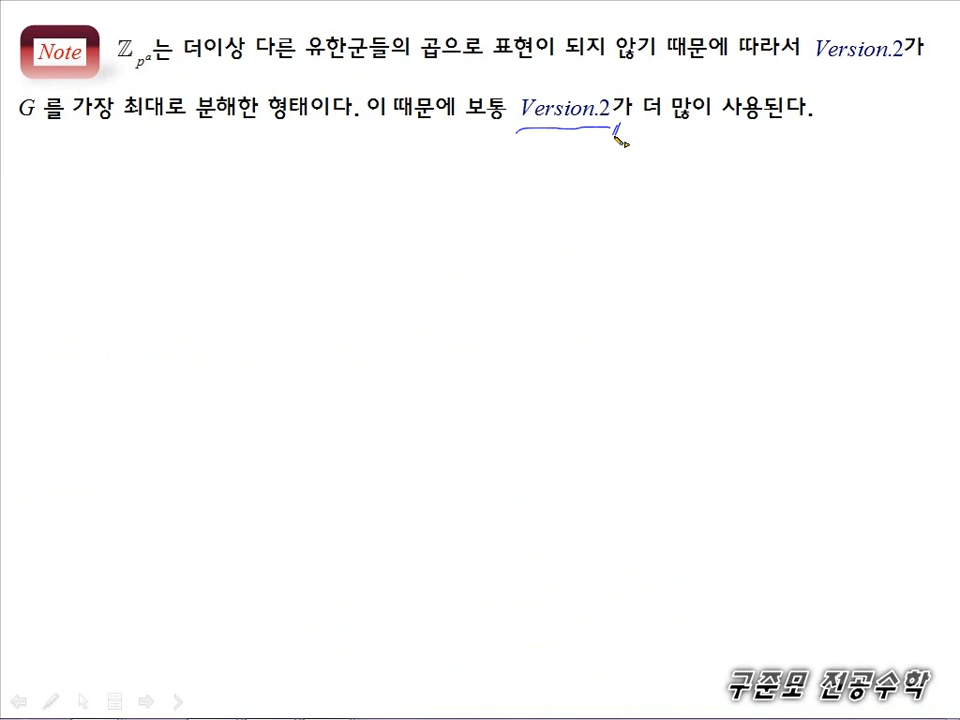 Note ℤ_{p^a}는 더이상 다른 유한군들의 곱으로 표현이 되지 않기 때문에 따라서 Version.2가
G 를 가장 최대로 분해한 형태이다. 이 때문에 보통 Version.2가 더 많이 사용된다.
구준모 전공수학